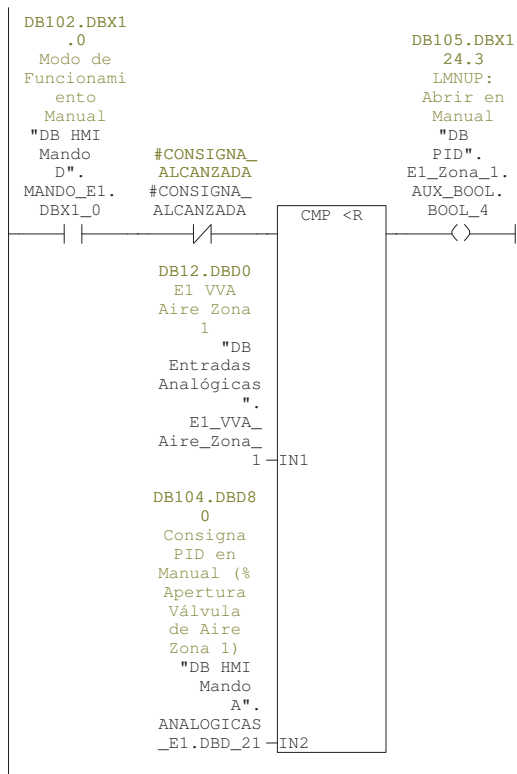 DB102.DBX1
.0
Modo de
Funcionami
ento
Manual
"DB HMI
Mando
D".
MANDO_E1.
DBX1_0
#CONSIGNA_
ALCANZADA
#CONSIGNA_
ALCANZADA
CMP <R
DB105.DBX1
24.3
LMNUP:
Abrir en
Manual
"DB
PID".
E1_Zona_1.
AUX_BOOL.
BOOL_4
DB12.DBD0
E1 VVA
Aire Zona
1
"DB
Entradas
Analógicas
".
E1_VVA_
Aire_Zona_
1 IN1
DB104.DBD8
0
Consigna
PID en
Manual (%
Apertura
Válvula
de Aire
Zona 1)
"DB HMI
Mando
A".
ANALOGICAS
_E1.DBD_21 IN2